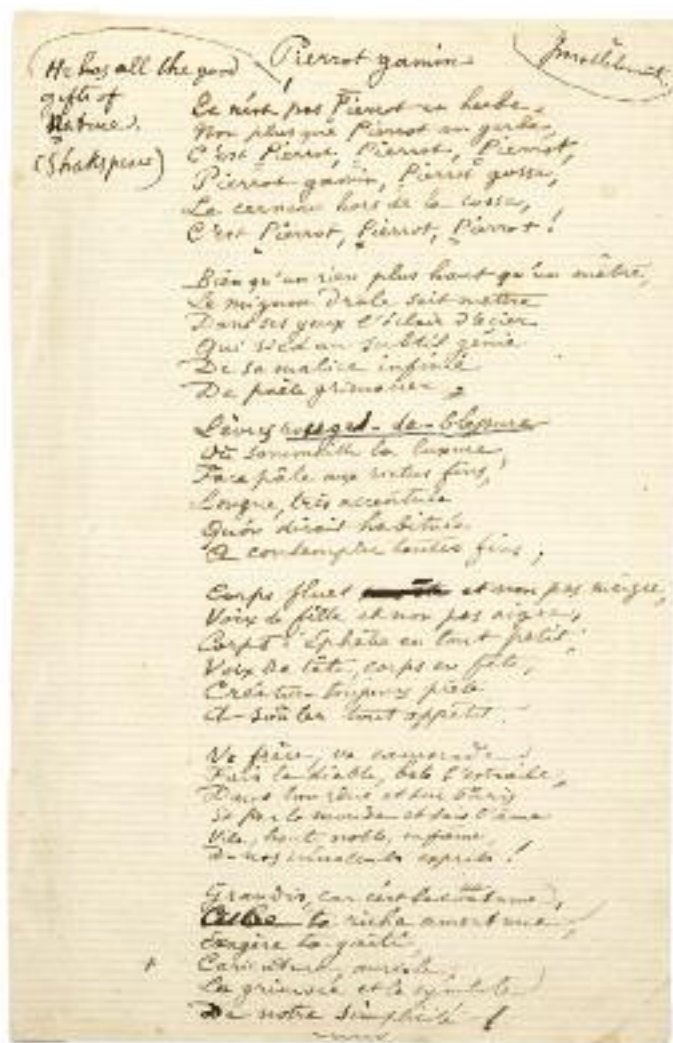 Pierrot gamin
He has all the good
gifts of
Nature.
(Shakspere)
Ce n'est pas Pierrot en herbe
Non plus que Pierrot en gerbe,
C'est Pierrot, Pierrot, Pierrot,
Pierrot gamin, Pierrot gosse,
Le cerneau hors de la cosse,
C'est Pierrot, Pierrot, Pierrot !
Bien qu'un rien plus haut qu'un mètre,
Le mignon drôle sait mettre
Dans ses yeux l'éclair d'acier
Qui sied au subtil génie
De sa malice infinie
De poète grimacier,
Lèvres rouges-de-blessure
Où sommeille la luxure,
Face pâle aux rictus fins,
Longue, très accentuée
Qu'on dirait habituée
A contempler toutes fins,
Corps fluet et non pas maigre,
Voix de fille et non pas aigre,
Corps d'éphèbe en tout petit,
Voix de tête, corps en fête,
Créature toujours prête
A soûler tout appétit.
Va frère, va camarade,
Fais le diable, bats l'estrade,
Dans ton rêve et sur Paris
Et par le monde et sois l'âme
Vile, haute, noble, infâme,
De nos innocents esprits !
Grandis, car c'est la coutume,
Cube ta riche amertume,
Exagère ta gaîté,
Caricature, auréole,
La grimace et le symbole
De notre simplicité !